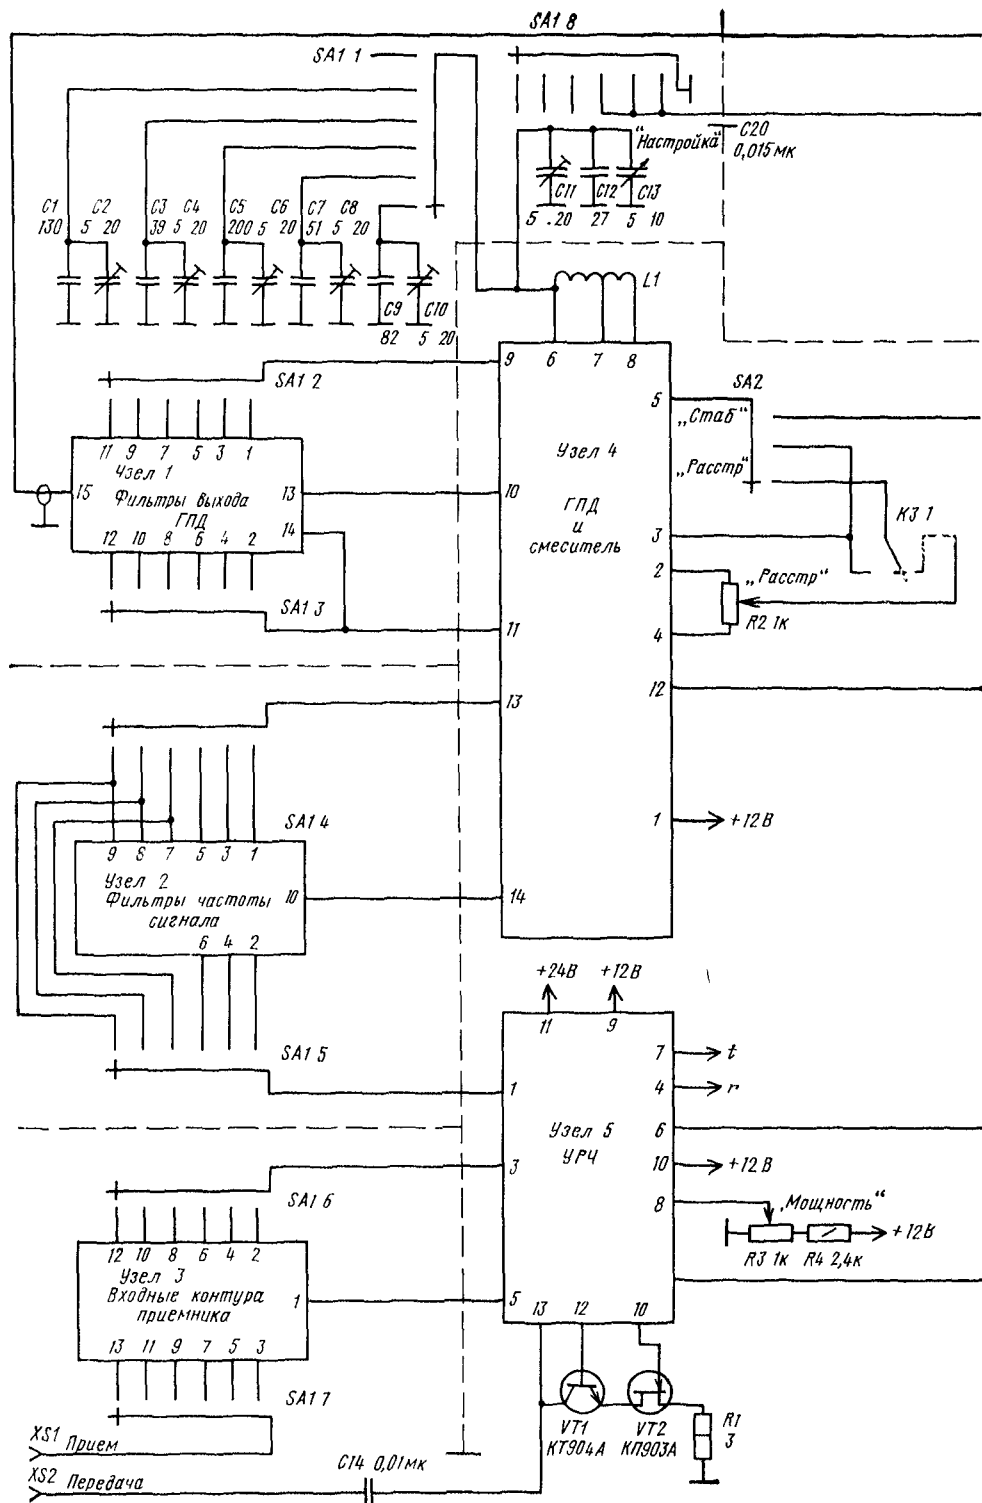 SA1 8
SA1 1
"Настройка"
C20
0,015 мк
C11 C12 C13
5 . 20 27 5 10
C1 C2 C3 C4 C5 C6 C7 C8
130 5 20 39 5 20 200 5 20 51 5 20
C9 C10
82 5 20
L1
6 7 8
9
SA1 2
11 9 7 5 3 1
Узел 1
15
Фильтры выхода
ГПД
13
14
12 10 8 6 4 2
SA1 3
Узел 4
ГПД
и
смеситель
10
11
13
14
5
3
2
4
12
1
+12В
SA2
„Стаб"
„Расстр"
К3 1
„Расстр"
R2 1к
SA1 4
9 8 7 5 3 1
Узел 2
Фильтры частоты
сигнала
10
6 4 2
SA1 5
+24В +12В
11 9
1
3
5
Узел 5
УРЧ
7 t
4 r
6
10 +12В
8
„Мощность"
+12В
R3 1к R4 2,4к
13 12 10
SA1 6
12 10 8 6 4 2
Узел 3
Входные контура
приемника
1
13 11 9 7 5 3
SA1 7
XS1 Прием
XS2 Передача
C14 0,01мк
VT1
КТ904А
VT2
КП903А
R1
3